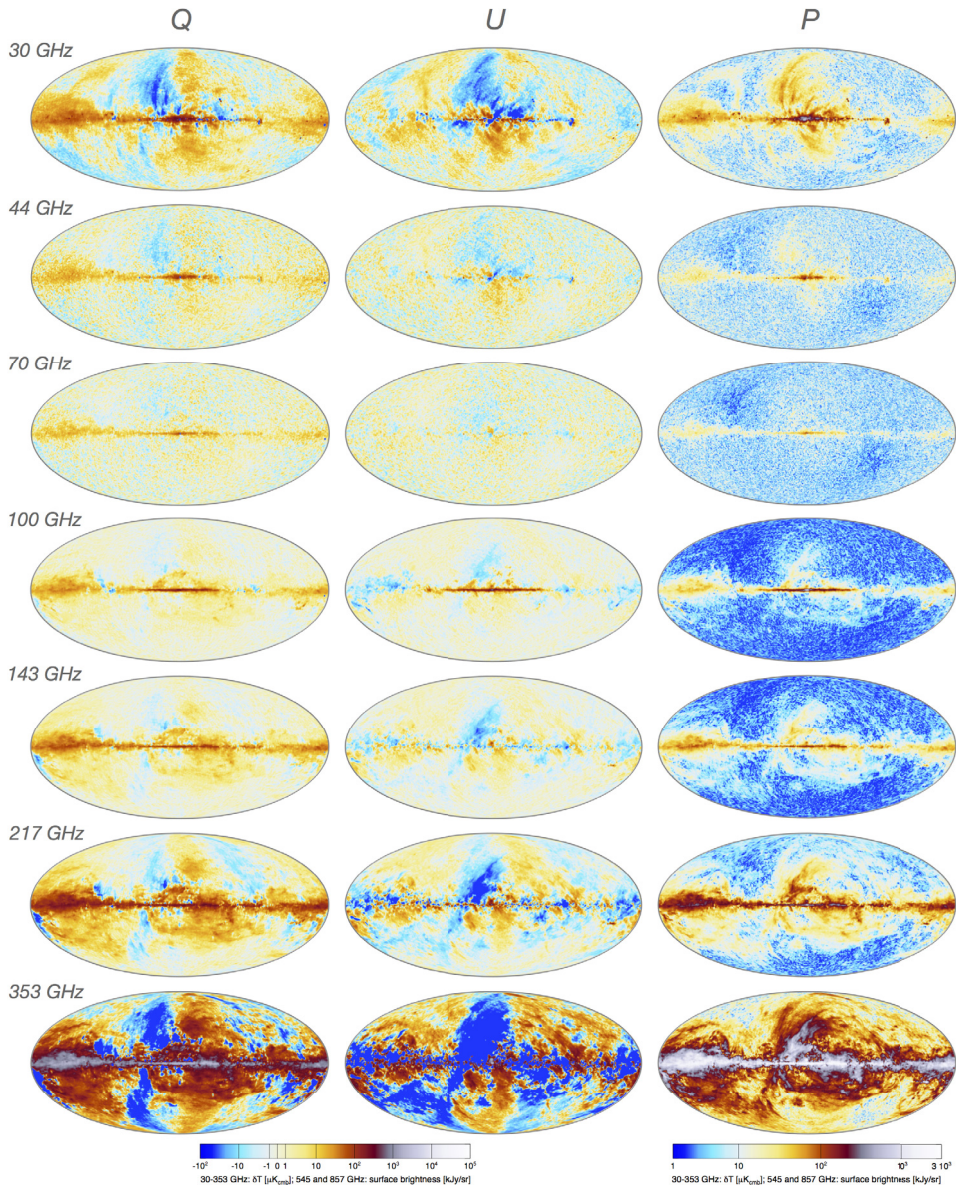 Q U P
30 GHz
44 GHz
70 GHz
100 GHz
143 GHz
217 GHz
353 GHz
-10² -10 -1 0 1 10 10² 10³ 10⁴ 10⁵ 1 10 10² 10³ 3 10³
30-353 GHz: δT [μK_cmb]; 545 and 857 GHz: surface brightness [kJy/sr] 30-353 GHz: δT [μK_cmb]; 545 and 857 GHz: surface brightness [kJy/sr]